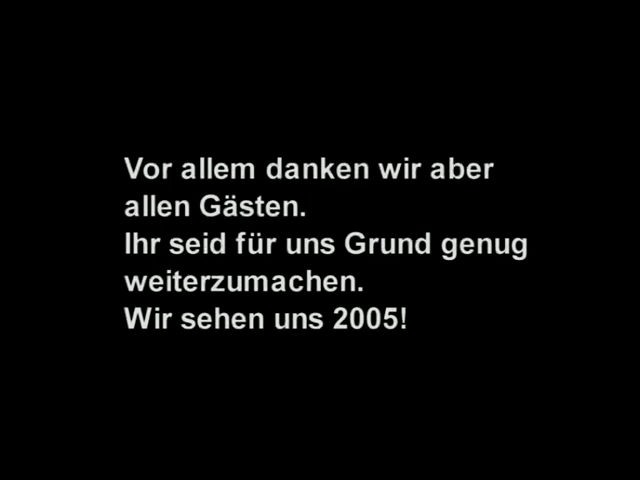 Vor allem danken wir aber
allen Gästen.
Ihr seid für uns Grund genug
weiterzumachen.
Wir sehen uns 2005!